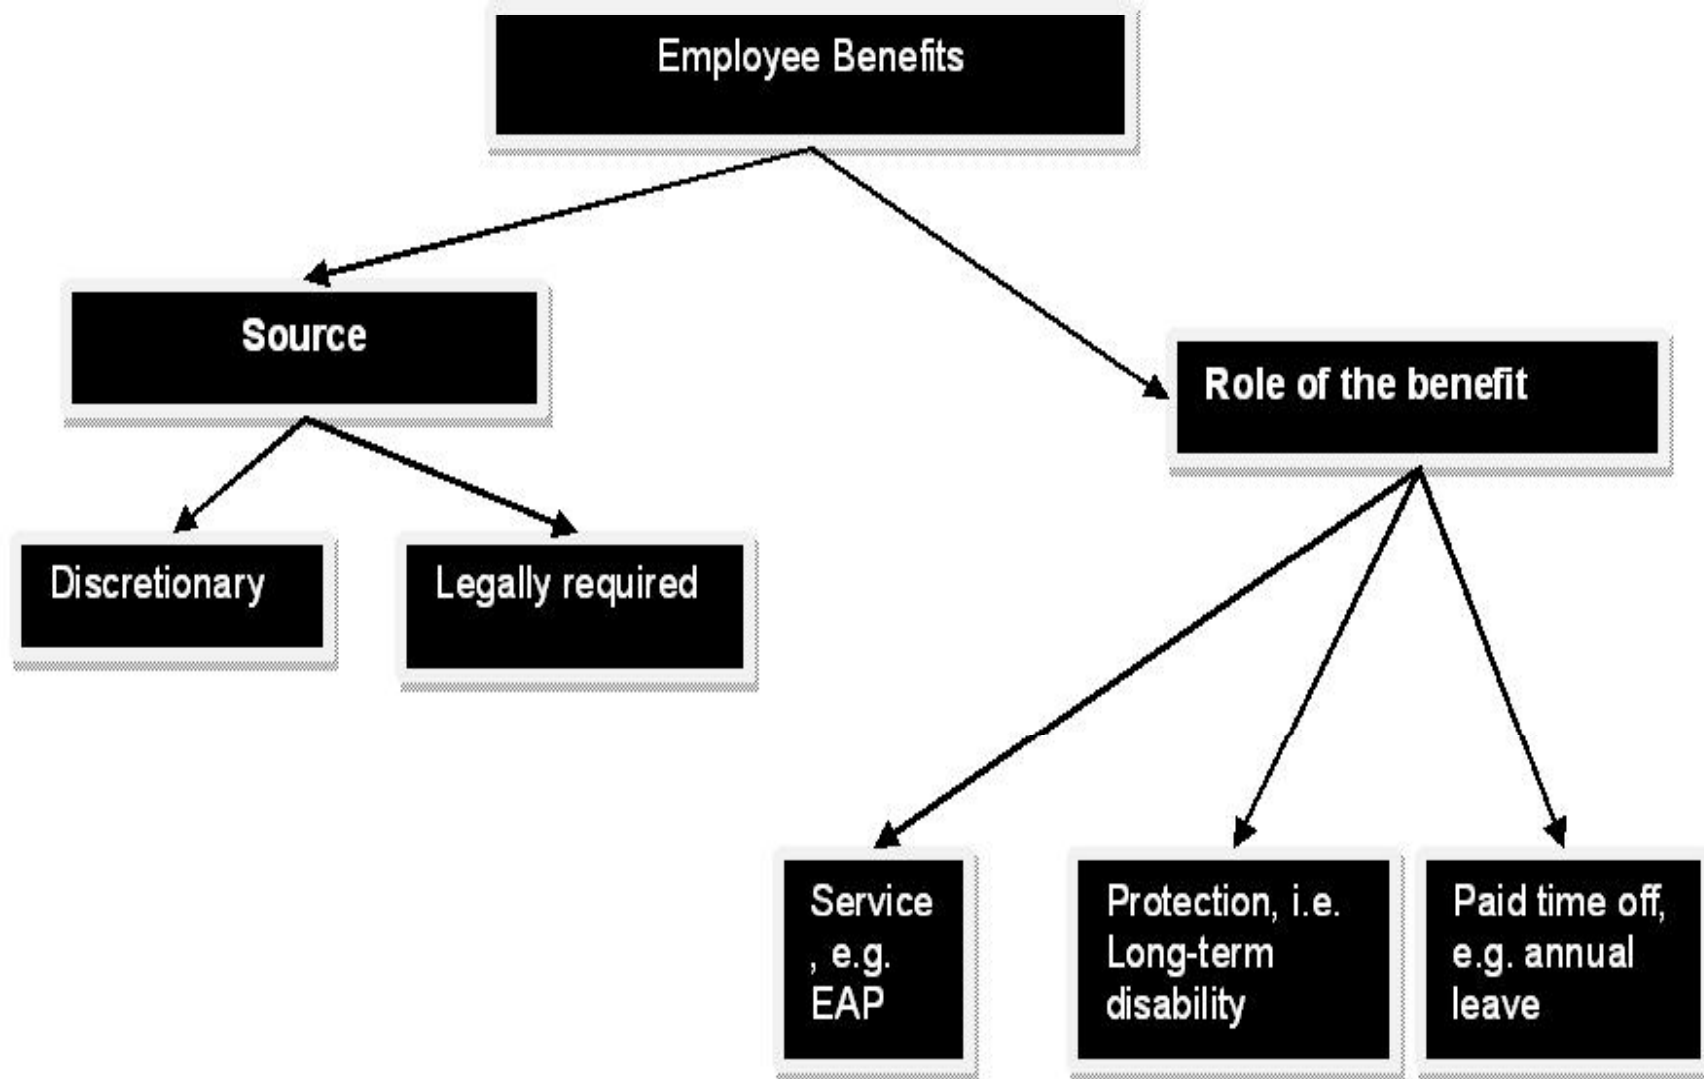 Employee Benefits
Source
Role of the benefit
Discretionary
Legally required
Service
, e.g.
EAP
Protection, i.e.
Long-term
disability
Paid time off,
e.g. annual
leave